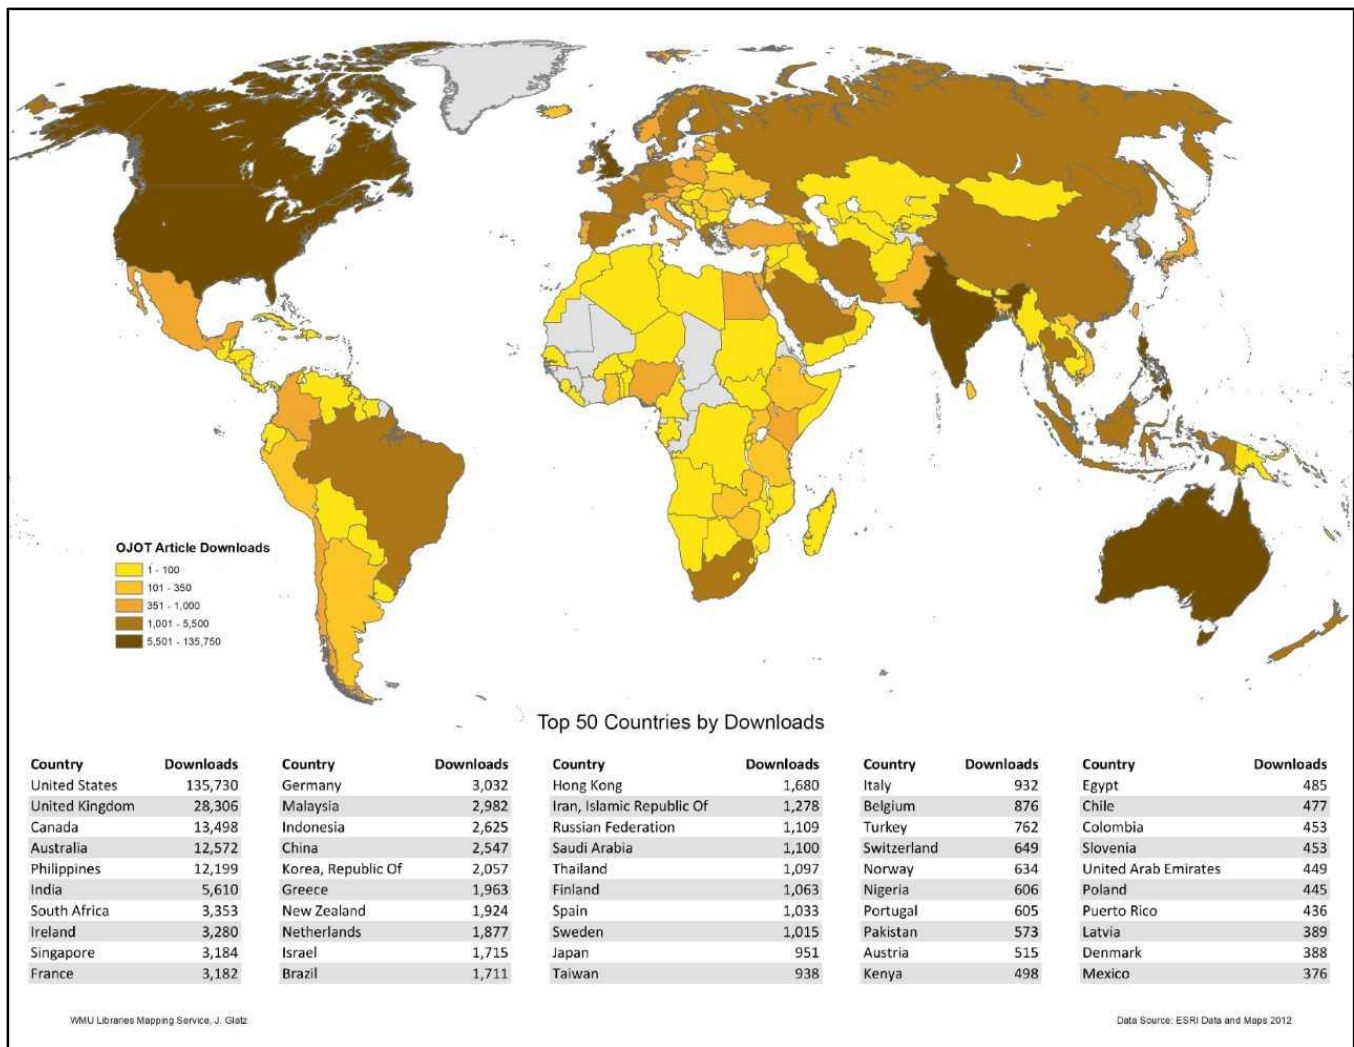 OJOT Article Downloads
1 - 100
101 - 350
351 - 1,000
1,001 - 5,500
5,501 - 135,750
Top 50 Countries by Downloads
Country Downloads
United States 135,730
United Kingdom 28,306
Canada 13,498
Australia 12,572
Philippines 12,199
India 5,610
South Africa 3,353
Ireland 3,280
Singapore 3,184
France 3,182
Country Downloads
Germany 3,032
Malaysia 2,982
Indonesia 2,625
China 2,547
Korea, Republic Of 2,057
Greece 1,963
New Zealand 1,924
Netherlands 1,877
Israel 1,715
Brazil 1,711
Country Downloads
Hong Kong 1,680
Iran, Islamic Republic Of 1,278
Russian Federation 1,109
Saudi Arabia 1,100
Thailand 1,097
Finland 1,063
Spain 1,033
Sweden 1,015
Japan 951
Taiwan 938
Country Downloads
Italy 932
Belgium 876
Turkey 762
Switzerland 649
Norway 634
Nigeria 606
Portugal 605
Pakistan 573
Austria 515
Kenya 498
Country Downloads
Egypt 485
Chile 477
Colombia 453
Slovenia 453
United Arab Emirates 449
Poland 445
Puerto Rico 436
Latvia 389
Denmark 388
Mexico 376
WMU Libraries Mapping Service, J. Glatz
Data Source: ESRI Data and Maps 2012